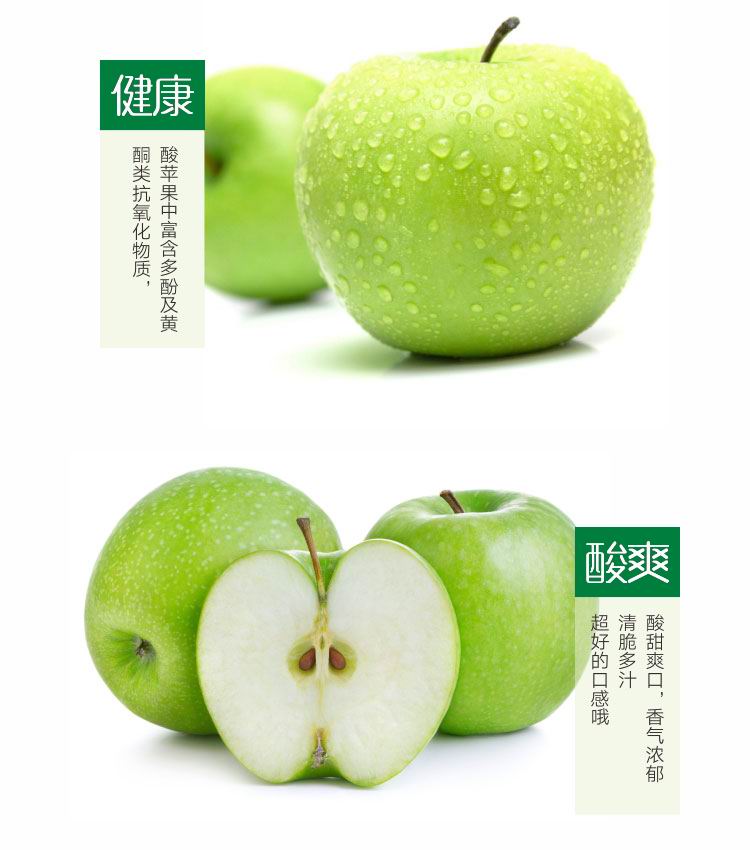 健康
酸苹果中富含多酚及黄
酮类抗氧化物质，
酸爽
酸甜爽口，香气浓郁
清脆多汁
超好的口感哦